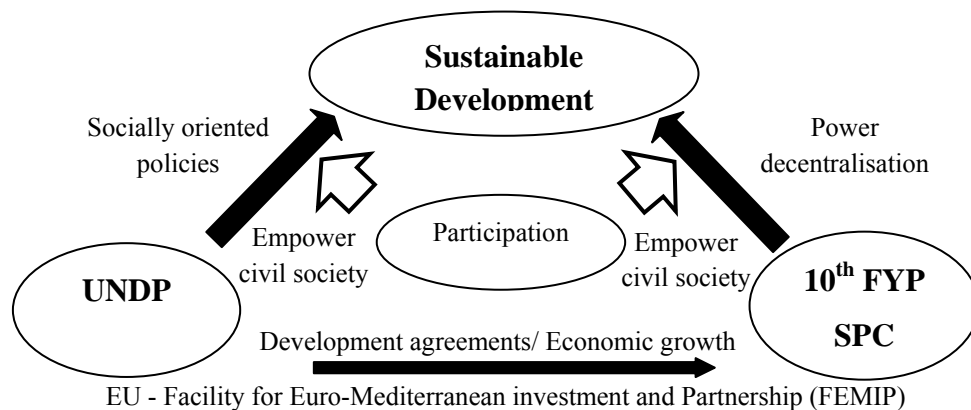 Sustainable
Development
Socially oriented
policies
Power
decentralisation
Participation
Empower
civil society
Empower
civil society
UNDP
10th FYP
SPC
Development agreements/ Economic growth
EU - Facility for Euro-Mediterranean investment and Partnership (FEMIP)